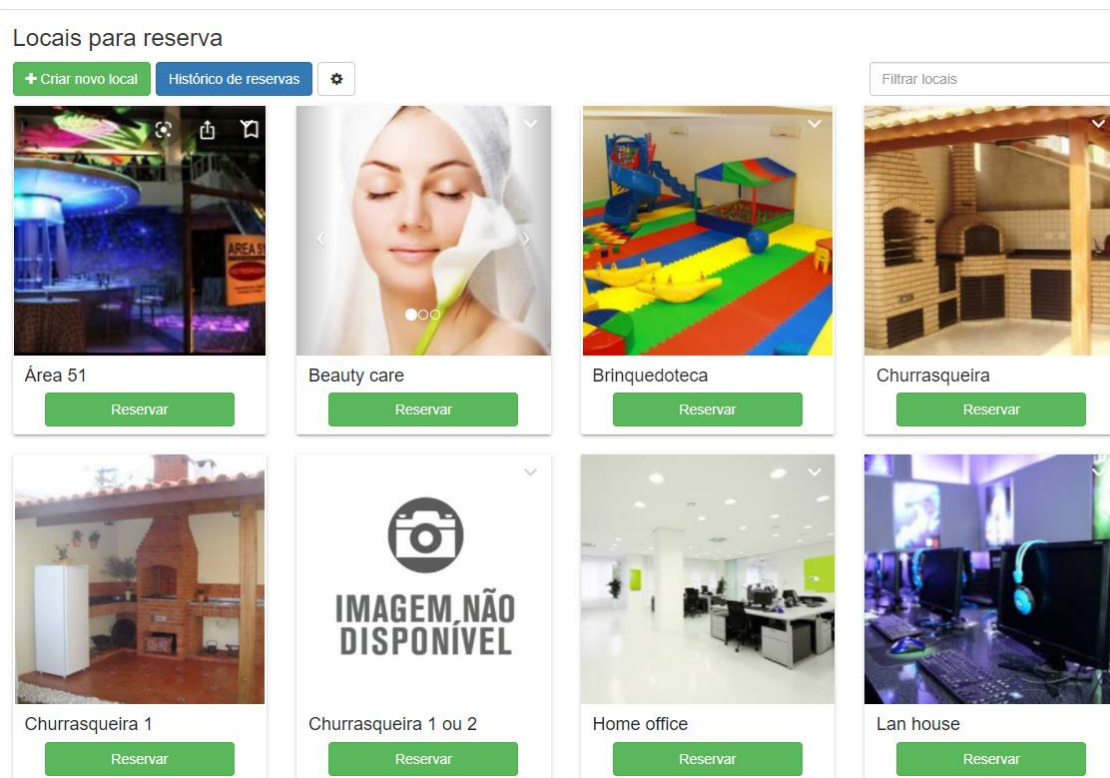 Locais para reserva
+ Criar novo local
Histórico de reservas
Filtrar locais
AREA 51
Área 51
Beauty care
Brinquedoteca
Churrasqueira
Reservar
Reservar
Reservar
Reservar
IMAGEM NÃO
DISPONÍVEL
Churrasqueira 1
Churrasqueira 1 ou 2
Home office
Lan house
Reservar
Reservar
Reservar
Reservar